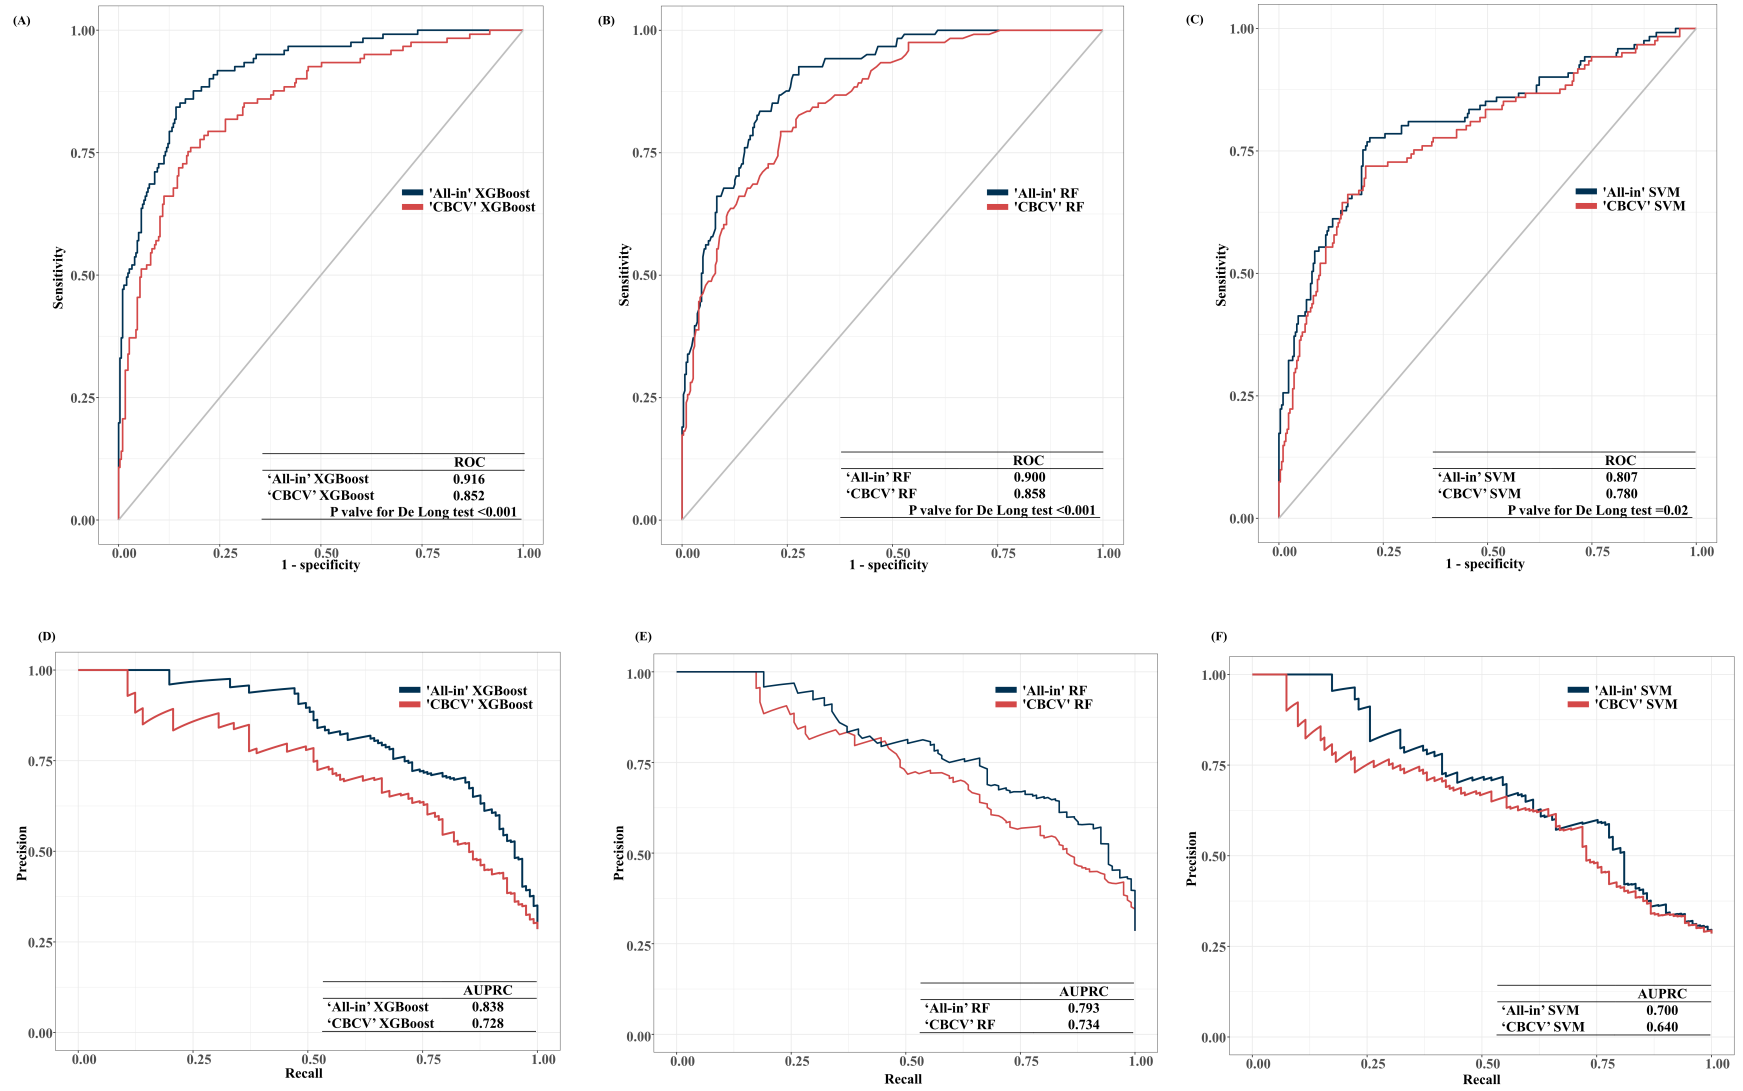 (A)
1.00
0.75
0.50
0.25
0.00
Sensitivity
'All-in' XGBoost
'CBCV' XGBoost
ROC
‘All-in’ XGBoost 0.916
‘CBCV’ XGBoost 0.852
P valve for De Long test <0.001
0.00 0.25 0.50 0.75 1.00
1 - specificity
(B)
1.00
0.75
0.50
0.25
0.00
Sensitivity
'All-in' RF
'CBCV' RF
ROC
‘All-in’ RF 0.900
‘CBCV’ RF 0.858
P valve for De Long test <0.001
0.00 0.25 0.50 0.75 1.00
1 - specificity
(C)
1.00
0.75
0.50
0.25
0.00
Sensitivity
'All-in' SVM
'CBCV' SVM
ROC
‘All-in’ SVM 0.807
‘CBCV’ SVM 0.780
P valve for De Long test =0.02
0.00 0.25 0.50 0.75 1.00
1 - specificity
(D)
1.00
0.75
0.50
0.25
0.00
Precision
'All-in' XGBoost
'CBCV' XGBoost
AUPRC
‘All-in’ XGBoost 0.838
‘CBCV’ XGBoost 0.728
0.00 0.25 0.50 0.75 1.00
Recall
(E)
1.00
0.75
0.50
0.25
0.00
Precision
'All-in' RF
'CBCV' RF
AUPRC
‘All-in’ RF 0.793
‘CBCV’ RF 0.734
0.00 0.25 0.50 0.75 1.00
Recall
(F)
1.00
0.75
0.50
0.25
0.00
Precision
'All-in' SVM
'CBCV' SVM
AUPRC
‘All-in’ SVM 0.700
‘CBCV’ SVM 0.640
0.00 0.25 0.50 0.75 1.00
Recall